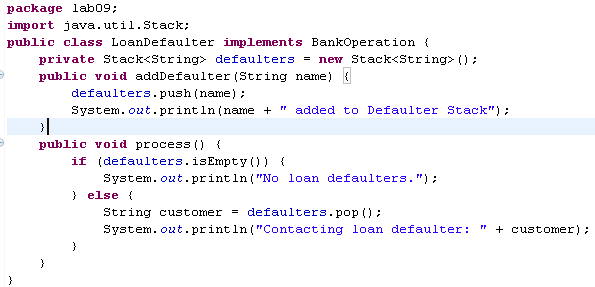 package lab09;
import java.util.Stack;
public class LoanDefaulter implements BankOperation {
    private Stack<String> defaulters = new Stack<String>();
    public void addDefaulter(String name) {
        defaulters.push(name);
        System.out.println(name + " added to Defaulter Stack");
    }
    public void process() {
        if (defaulters.isEmpty()) {
            System.out.println("No loan defaulters.");
        } else {
            String customer = defaulters.pop();
            System.out.println("Contacting loan defaulter: " + customer);
        }
    }
}